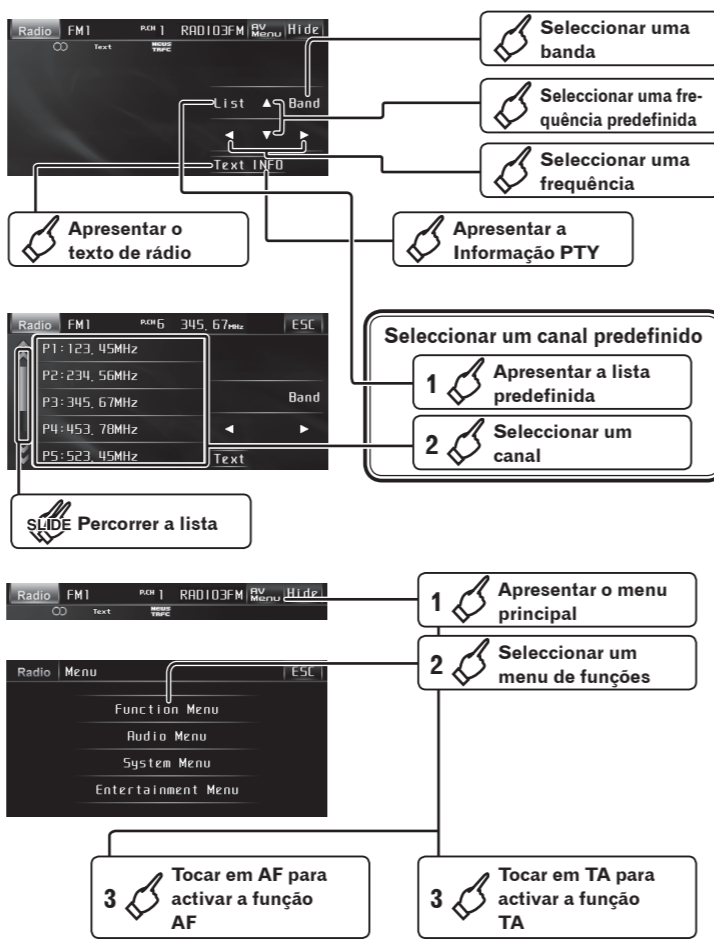 Radio FM1 P.CH 1 RADIO3FM AV Menu Hide
Text NEWS TRFC
List ▲ Band
◄ ▼ ►
Text INFO
Seleccionar uma
banda
Seleccionar uma fre-
quência predefinida
Seleccionar uma
frequência
Apresentar o
texto de rádio
Apresentar a
Informação PTY
Radio FM1 P.CH 6 345, 67MHz ESC
P1:123, 45MHz
P2:234, 56MHz
P3:345, 67MHz
P4:453, 78MHz
P5:523, 45MHz
Band
◄ ►
Text
Seleccionar um canal predefinido
1 Apresentar a lista
predefinida
2 Seleccionar um
canal
SLIDE Percorrer a lista
Radio FM1 P.CH 1 RADIO3FM AV Menu Hide
Text NEWS TRFC
1 Apresentar o menu
principal
2 Seleccionar um
menu de funções
Radio Menu ESC
Function Menu
Audio Menu
System Menu
Entertainment Menu
3 Tocar em AF para
activar a função
AF
3 Tocar em TA para
activar a função
TA